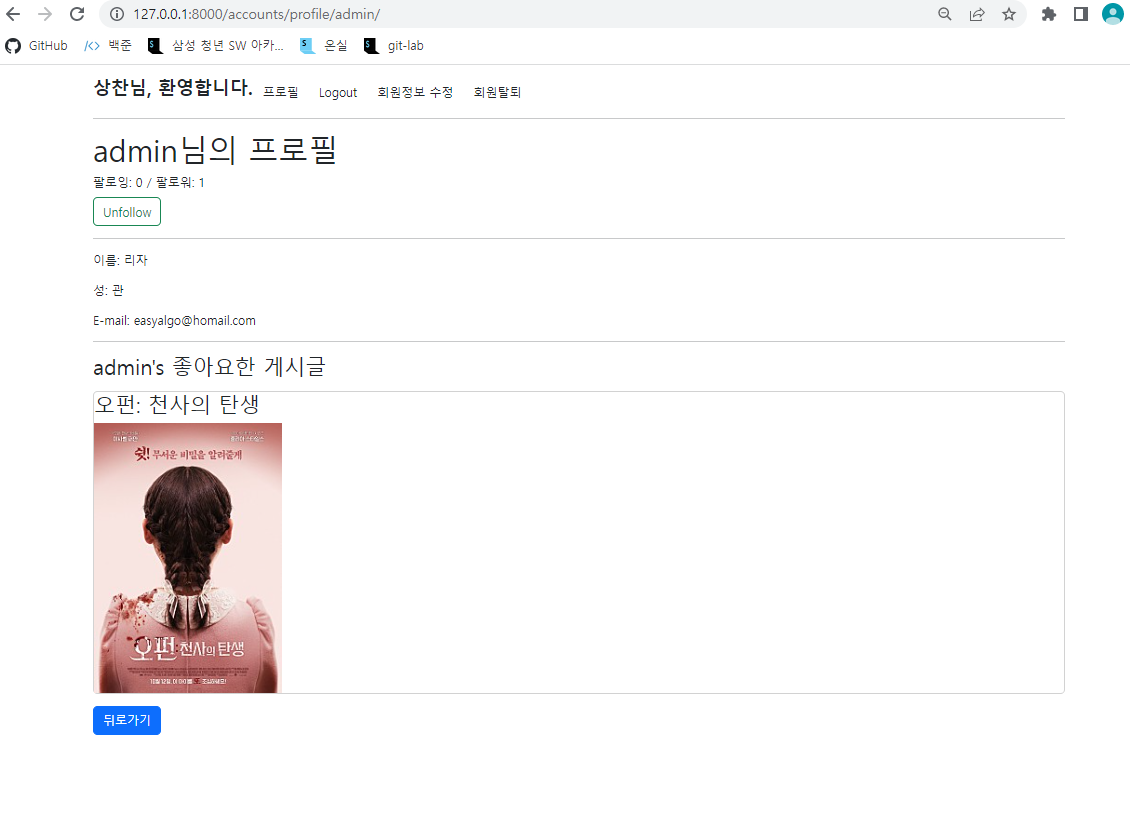 127.0.0.1:8000/accounts/profile/admin/
GitHub 백준 삼성 청년 SW 아카... 온실 git-lab
상찬님, 환영합니다. 프로필 Logout 회원정보 수정 회원탈퇴
admin님의 프로필
팔로잉: 0 / 팔로워: 1
Unfollow
이름: 리자
성: 관
E-mail: easyalgo@homail.com
admin's 좋아요한 게시글
오펀: 천사의 탄생
쉿! 무서운 비밀을 알려줄게
오펀: 천사의 탄생
뒤로가기